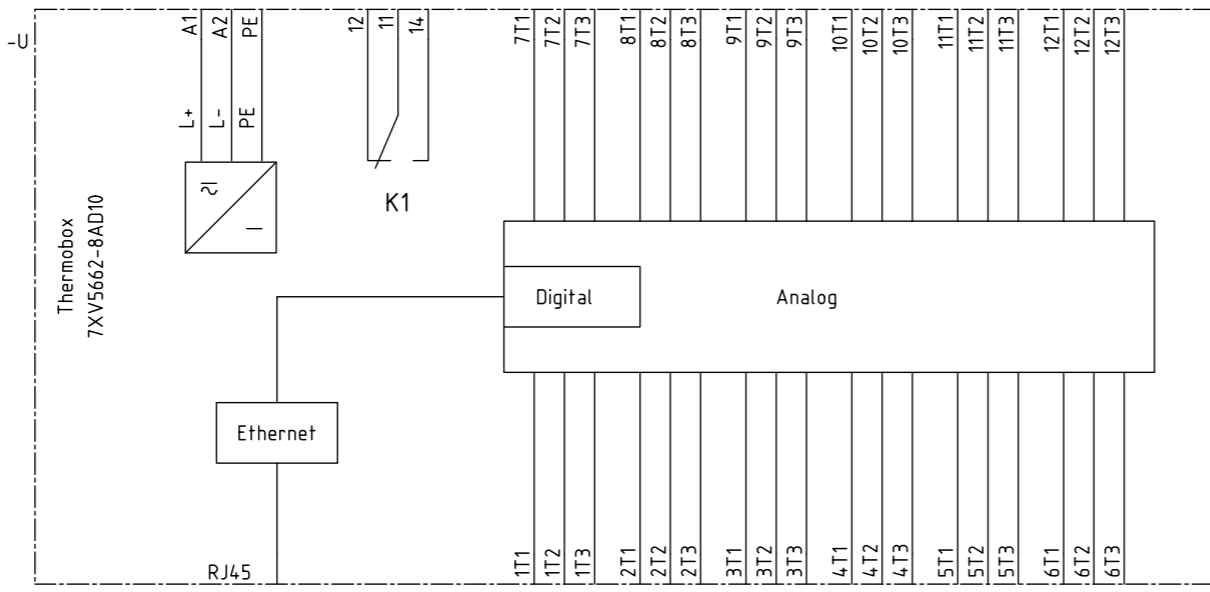 -U
A1
A2
PE
L+
L-
PE
12
11
14
K1
7T1
7T2
7T3
8T1
8T2
8T3
9T1
9T2
9T3
10T1
10T2
10T3
11T1
11T2
11T3
12T1
12T2
12T3
Thermobox
7XV5662-8AD10
Digital
Analog
Ethernet
RJ45
1T1
1T2
1T3
2T1
2T2
2T3
3T1
3T2
3T3
4T1
4T2
4T3
5T1
5T2
5T3
6T1
6T2
6T3